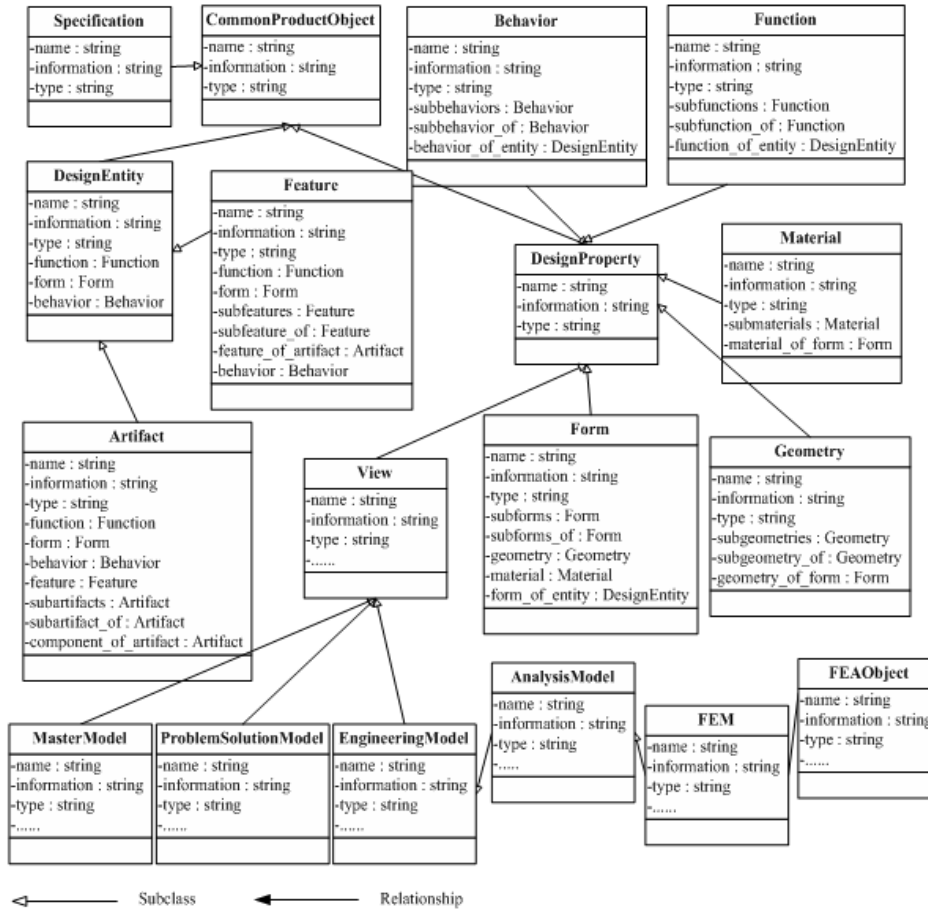 Specification
-name : string
-information : string
-type : string
CommonProductObject
-name : string
-information : string
-type : string
Behavior
-name : string
-information : string
-type : string
-subbehaviors : Behavior
-subbehavior_of : Behavior
-behavior_of_entity : DesignEntity
Function
-name : string
-information : string
-type : string
-subfunctions : Function
-subfunction_of : Function
-function_of_entity : DesignEntity
DesignEntity
-name : string
-information : string
-type : string
-function : Function
-form : Form
-behavior : Behavior
Feature
-name : string
-information : string
-type : string
-function : Function
-form : Form
-subfeatures : Feature
-subfeature_of : Feature
-feature_of_artifact : Artifact
-behavior : Behavior
DesignProperty
-name : string
-information : string
-type : string
Material
-name : string
-information : string
-type : string
-submaterials : Material
-material_of_form : Form
Artifact
-name : string
-information : string
-type : string
-function : Function
-form : Form
-behavior : Behavior
-feature : Feature
-subartifacts : Artifact
-subartifact_of : Artifact
-component_of_artifact : Artifact
View
-name : string
-information : string
-type : string
-......
Form
-name : string
-information : string
-type : string
-subforms : Form
-subforms_of : Form
-geometry : Geometry
-material : Material
-form_of_entity : DesignEntity
Geometry
-name : string
-information : string
-type : string
-subgeometries : Geometry
-subgeometry_of : Geometry
-geometry_of_form : Form
MasterModel
-name : string
-information : string
-type : string
-......
ProblemSolutionModel
-name : string
-information : string
-type : string
-......
EngineeringModel
-name : string
-information : string
-type : string
-......
AnalysisModel
-name : string
-information : string
-type : string
-.....
FEM
-name : string
-information : string
-type : string
-......
FEAObject
-name : string
-information : string
-type : string
-......
Subclass
Relationship